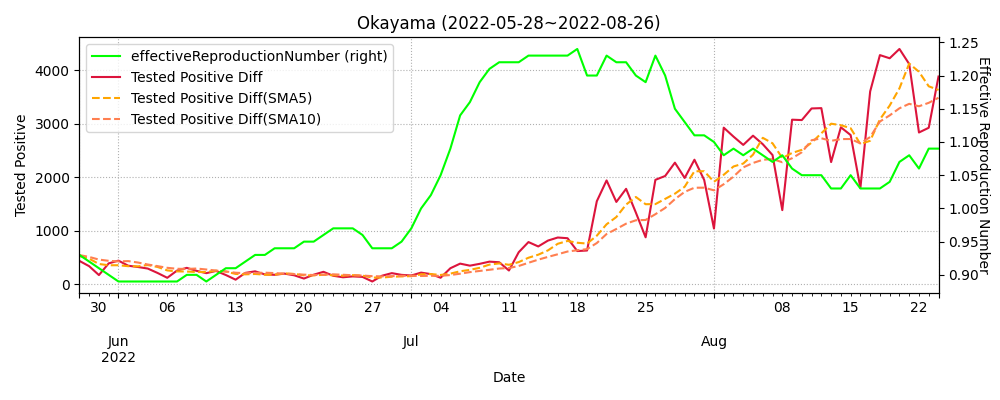 Okayama (2022-05-28~2022-08-26)
effectiveReproductionNumber (right)
Tested Positive Diff
Tested Positive Diff(SMA5)
Tested Positive Diff(SMA10)
Tested Positive
4000
3000
2000
1000
0
1.25
1.20
1.15
1.10
1.05
1.00
0.95
0.90
Effective Reproduction Number
30 06 13 20 27 04 11 18 25 08 15 22
Jun Jul Aug
2022
Date